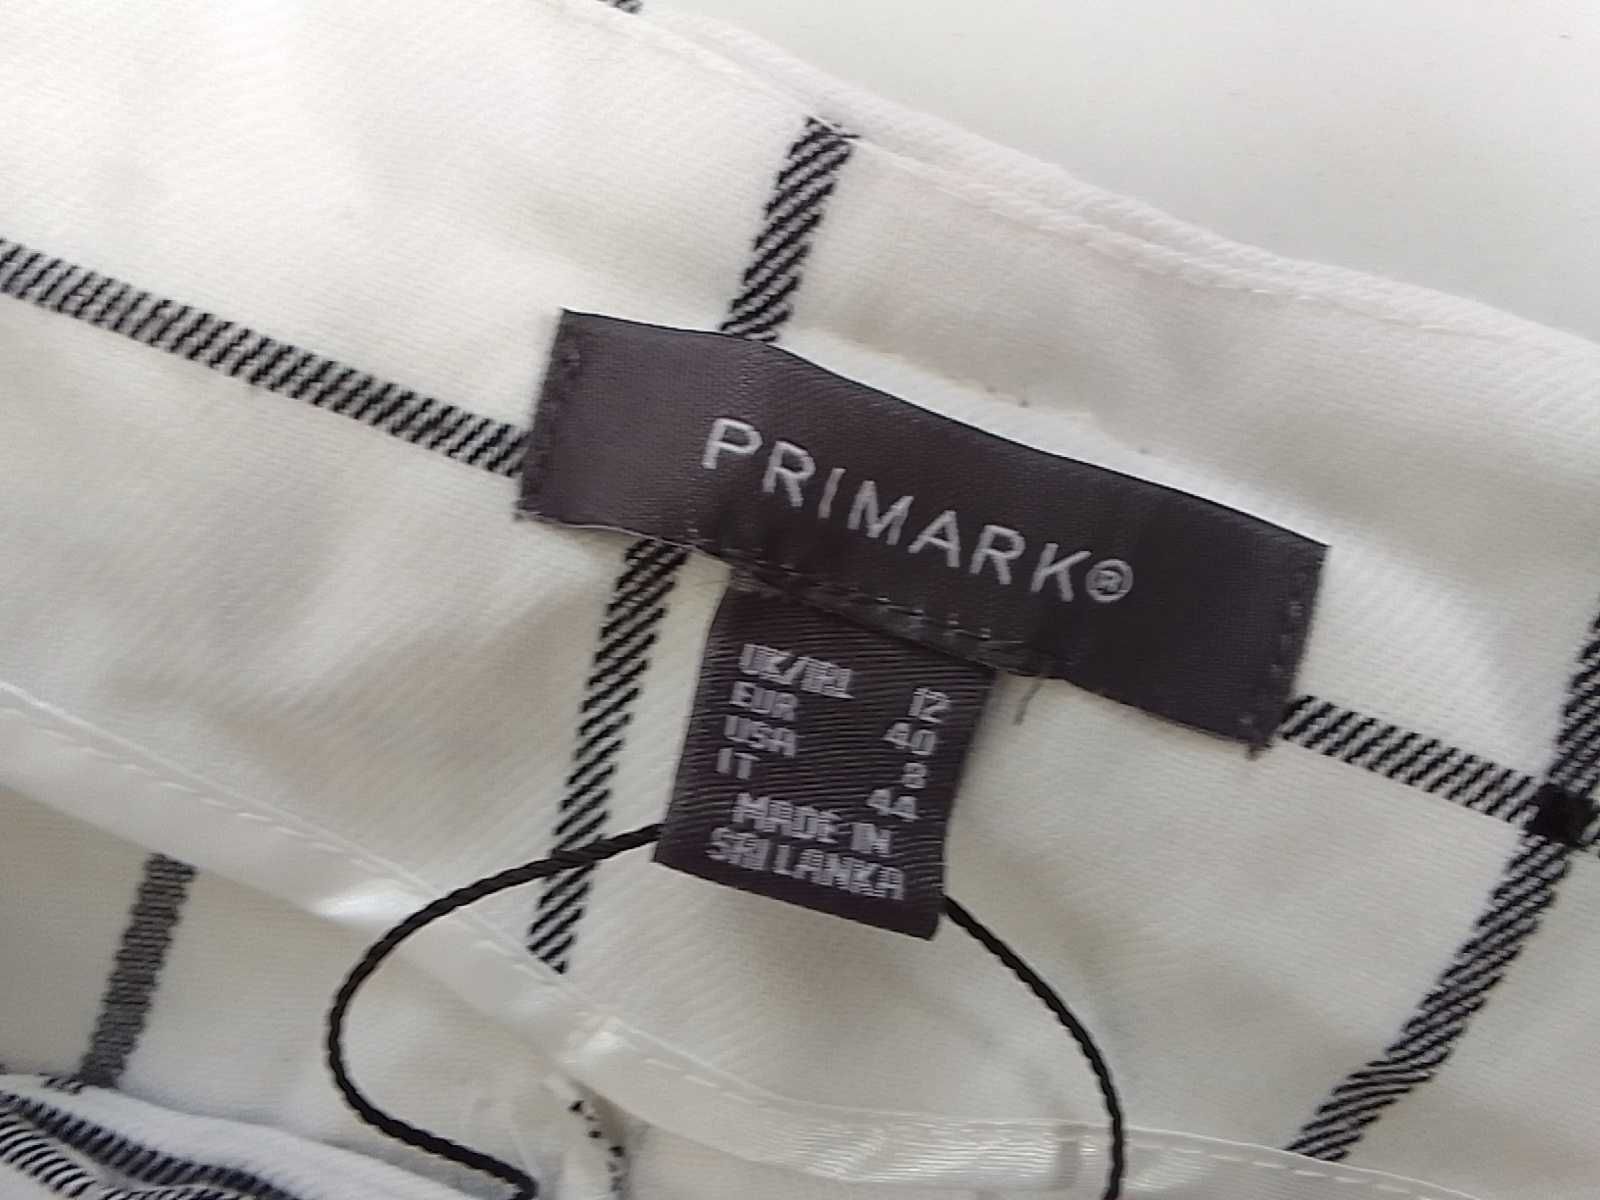 PRIMARK®
UK/IRL 12
EUR 40
USA 8
IT 44
MADE IN
SRI LANKA